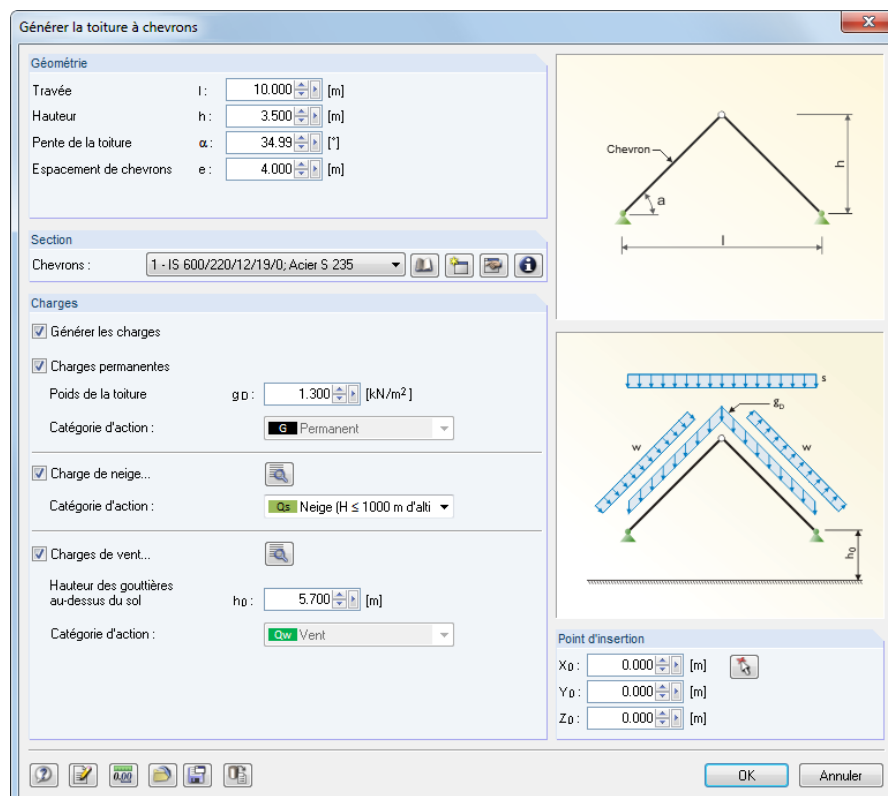 Générer la toiture à chevrons
Géométrie
Travée l : 10.000 [m]
Hauteur h : 3.500 [m]
Pente de la toiture α : 34.99 [°]
Espacement de chevrons e : 4.000 [m]
Section
Chevrons : 1 - IS 600/220/12/19/0; Acier S 235
Charges
Générer les charges
Charges permanentes
Poids de la toiture gD : 1.300 [kN/m²]
Catégorie d'action : G Permanent
Charge de neige...
Catégorie d'action : Qs Neige (H ≤ 1000 m d'alti
Charges de vent...
Hauteur des gouttières
au-dessus du sol h0 : 5.700 [m]
Catégorie d'action : Qw Vent
Chevron
h
a
l
s
gD
w
w
h0
Point d'insertion
X0 : 0.000 [m]
Y0 : 0.000 [m]
Z0 : 0.000 [m]
0.00
OK
Annuler